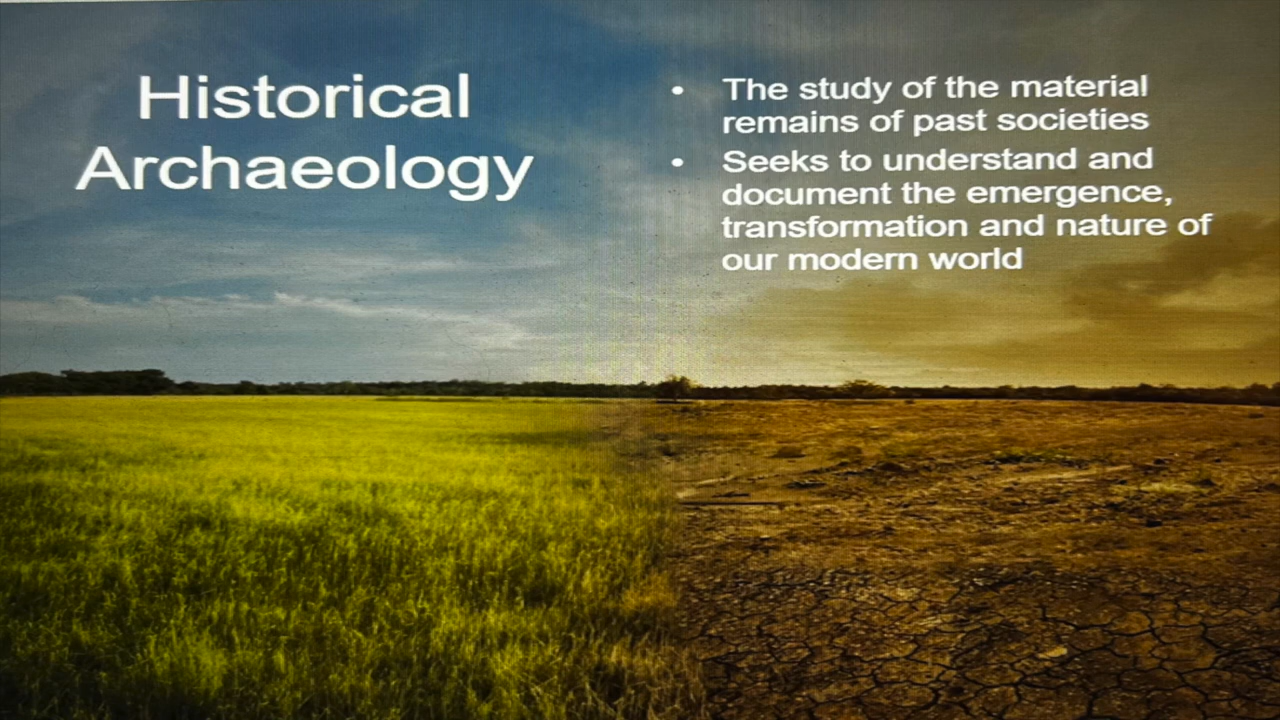 Historical
Archaeology
• The study of the material
remains of past societies
• Seeks to understand and
document the emergence,
transformation and nature of
our modern world